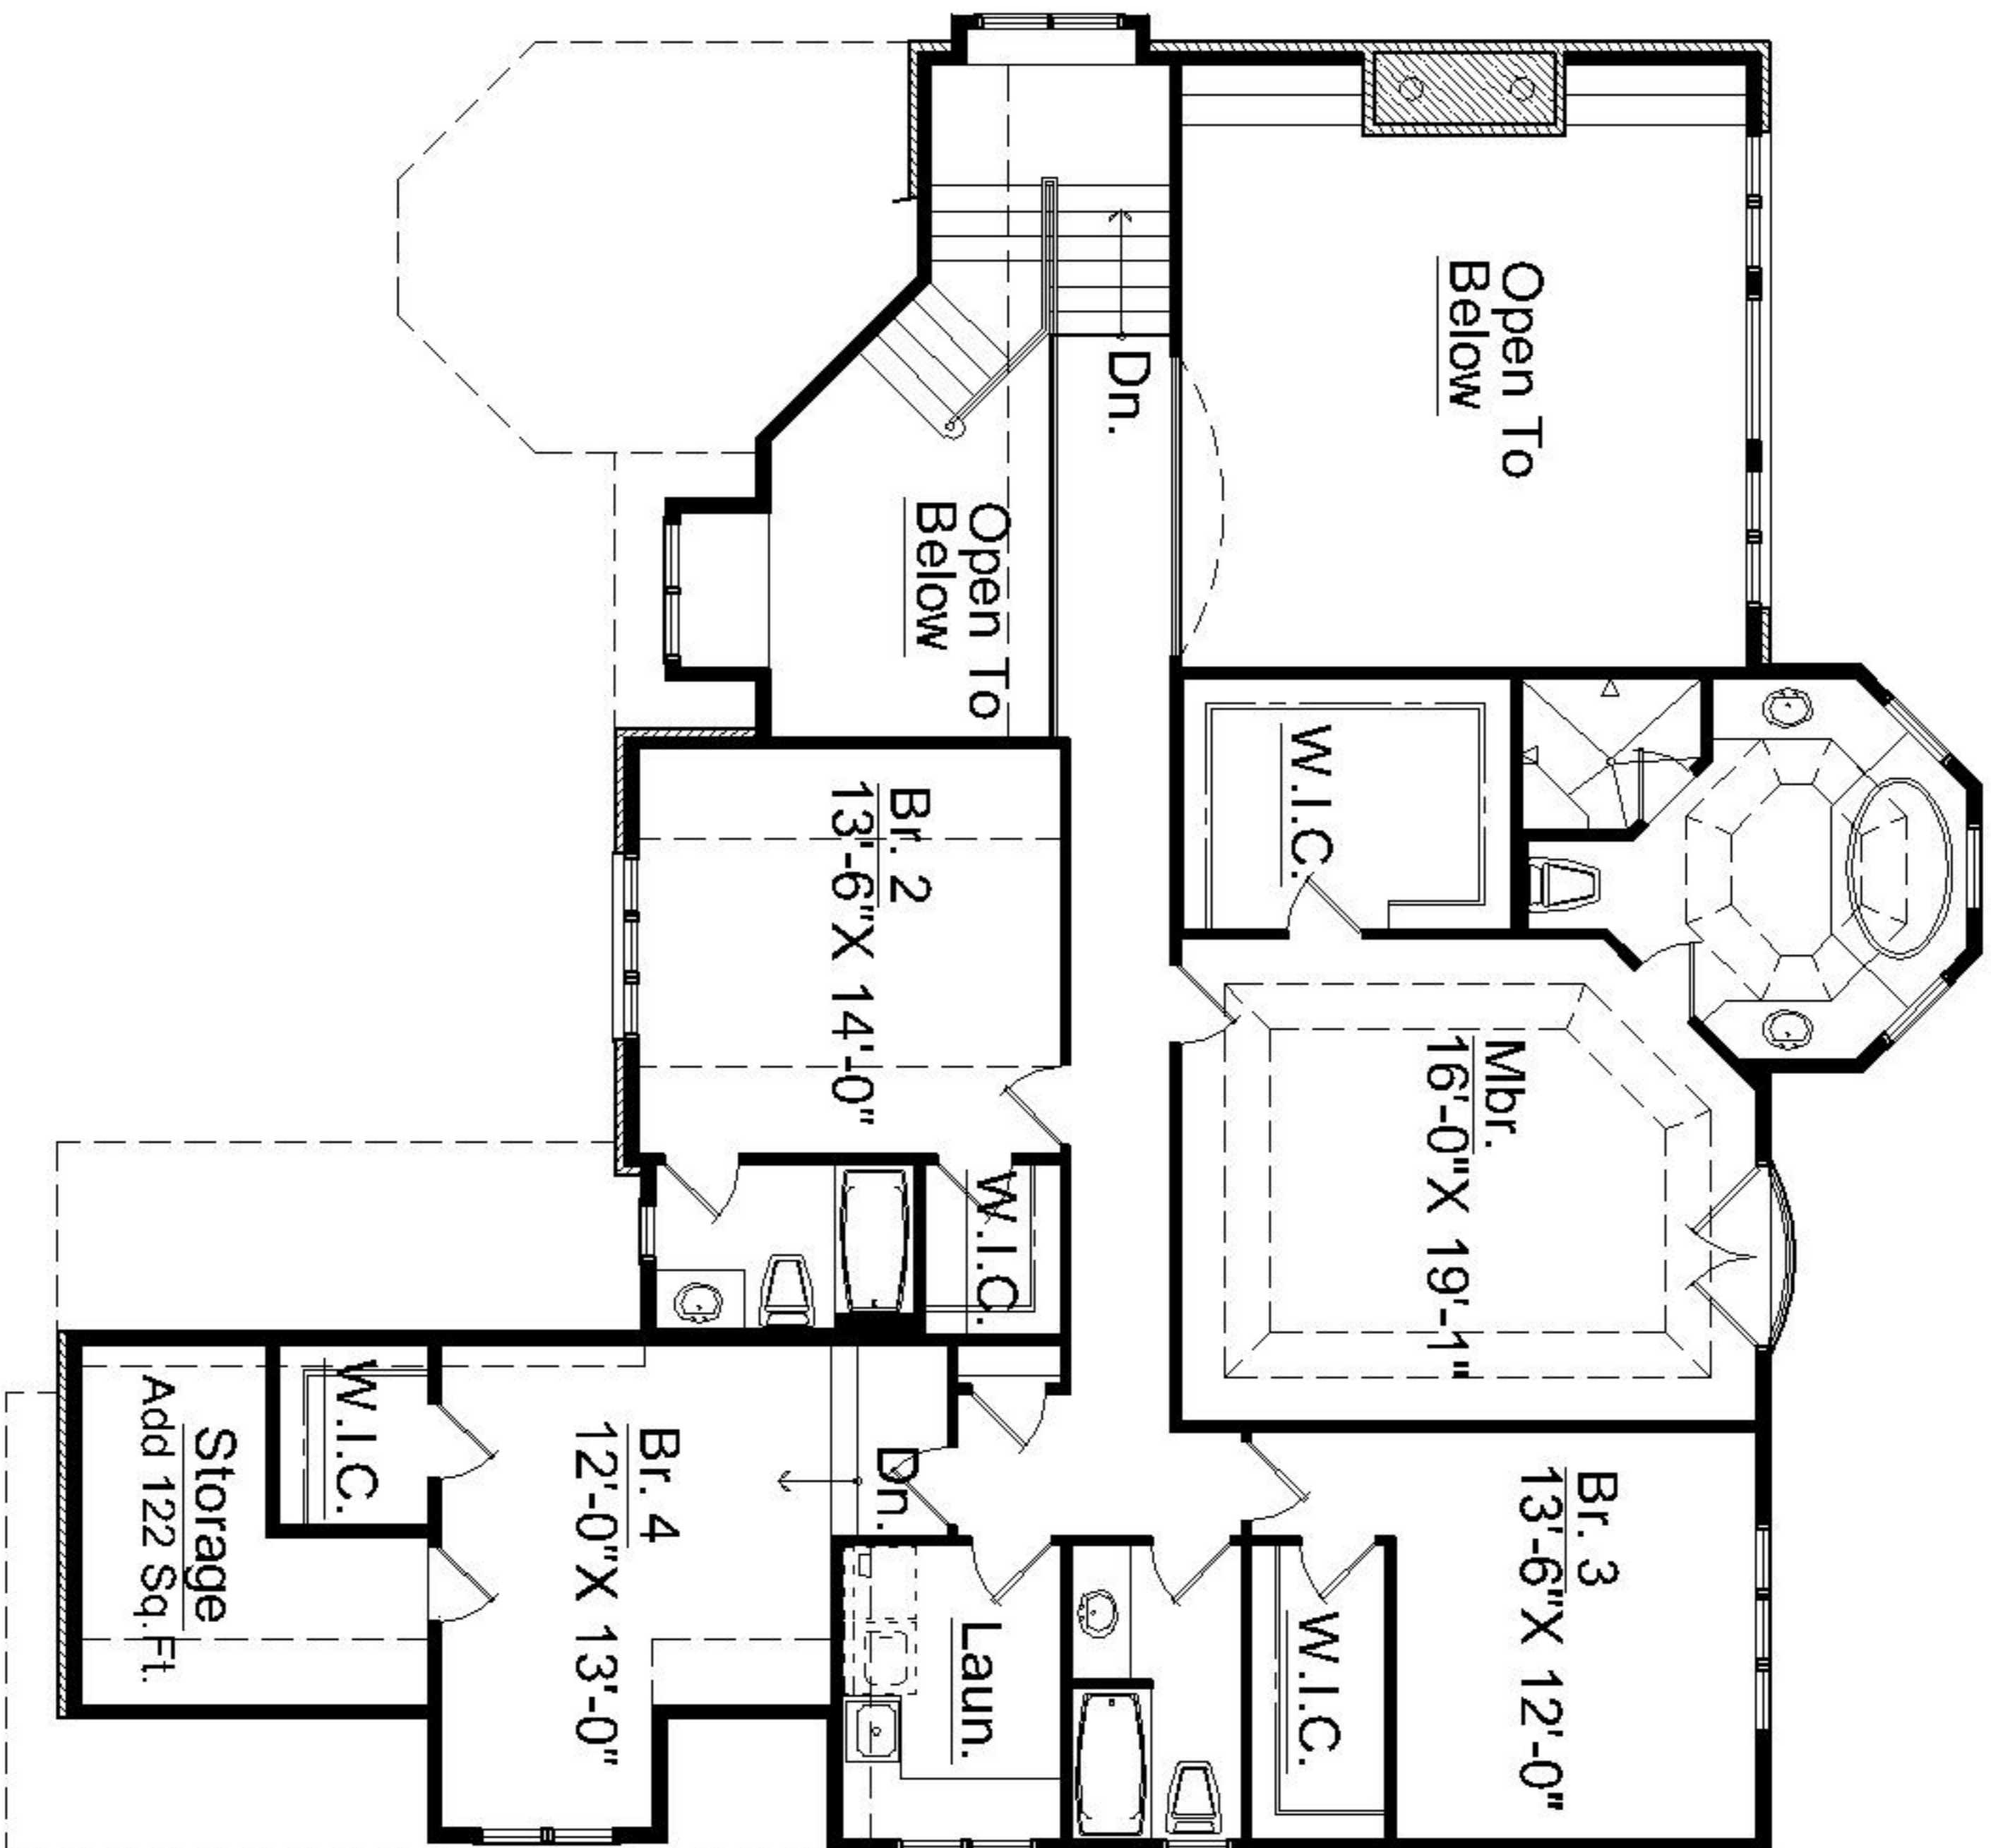 Open To
Below
Dn.
Open To
Below
W.I.C.
Br. 2
13'-6"X 14'-0"
Mbr.
16'-0"X 19'-1"
W.I.C.
W.I.C.
Storage
Add 122 Sq.Ft.
Br. 4
12'-0"X 13'-0"
Dn.
Laun.
W.I.C.
Br. 3
13'-6"X 12'-0"